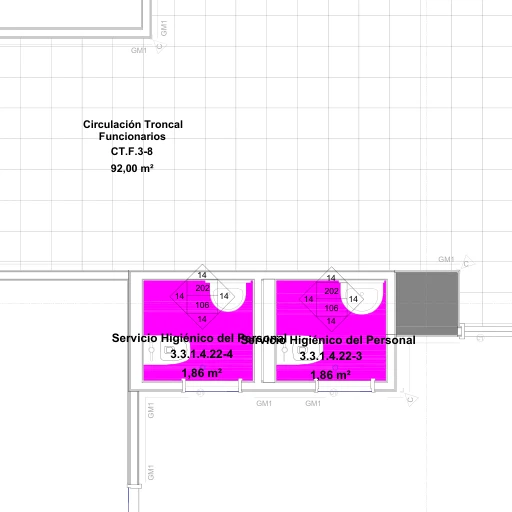 GM1
GM1
C
Circulación Troncal
Funcionarios
CT.F.3-8
92,00 m²
GM1
C
14
202
14
14
106
14
14
202
14
14
106
14
Servicio Higiénico del Personal
3.3.1.4.22-4
1,86 m²
Servicio Higiénico del Personal
3.3.1.4.22-3
1,86 m²
GM1
GM1
GM1
C
GM1